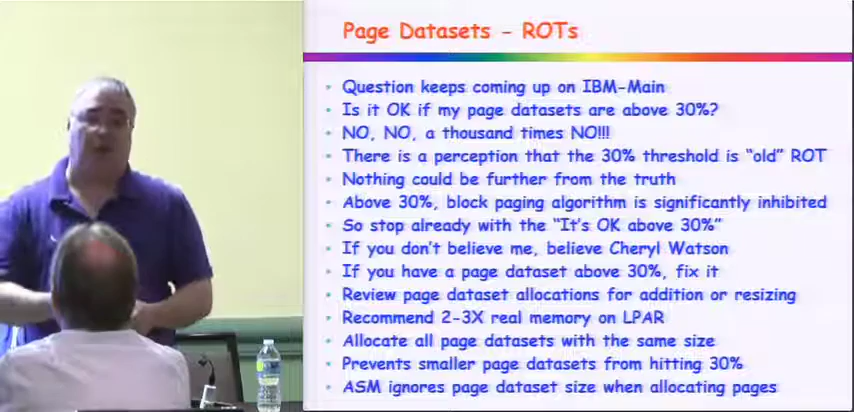 Page Datasets - ROTs
Question keeps coming up on IBM-Main
Is it OK if my page datasets are above 30%?
NO, NO, a thousand times NO!!!
There is a perception that the 30% threshold is "old" ROT
Nothing could be further from the truth
Above 30%, block paging algorithm is significantly inhibited
So stop already with the "It's OK above 30%"
If you don't believe me, believe Cheryl Watson
If you have a page dataset above 30%, fix it
Review page dataset allocations for addition or resizing
Recommend 2-3X real memory on LPAR
Allocate all page datasets with the same size
Prevents smaller page datasets from hitting 30%
ASM ignores page dataset size when allocating pages